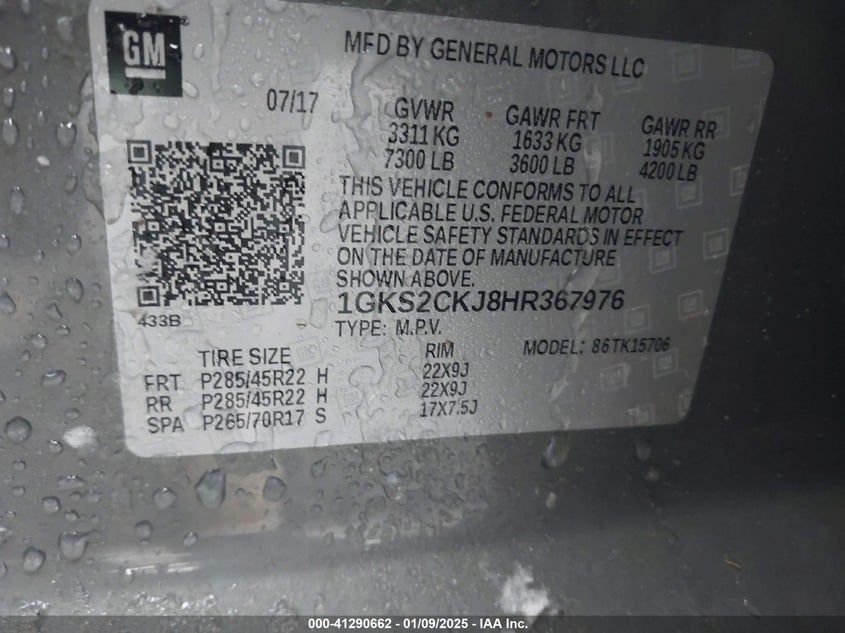 GM
MFD BY GENERAL MOTORS LLC
07/17
GVWR GAWR FRT GAWR RR
3311 KG 1633 KG 1905 KG
7300 LB 3600 LB 4200 LB
THIS VEHICLE CONFORMS TO ALL
APPLICABLE U.S. FEDERAL MOTOR
VEHICLE SAFETY STANDARDS IN EFFECT
ON THE DATE OF MANUFACTURE
SHOWN ABOVE.
1GKS2CKJ8HR367976
433B
TYPE: M.P.V. MODEL: 86TK15706
TIRE SIZE RIM
FRT P285/45R22 H 22X9J
RR P285/45R22 H 22X9J
SPA P265/70R17 S 17X7.5J
000-41290662 - 01/09/2025 - IAA Inc.